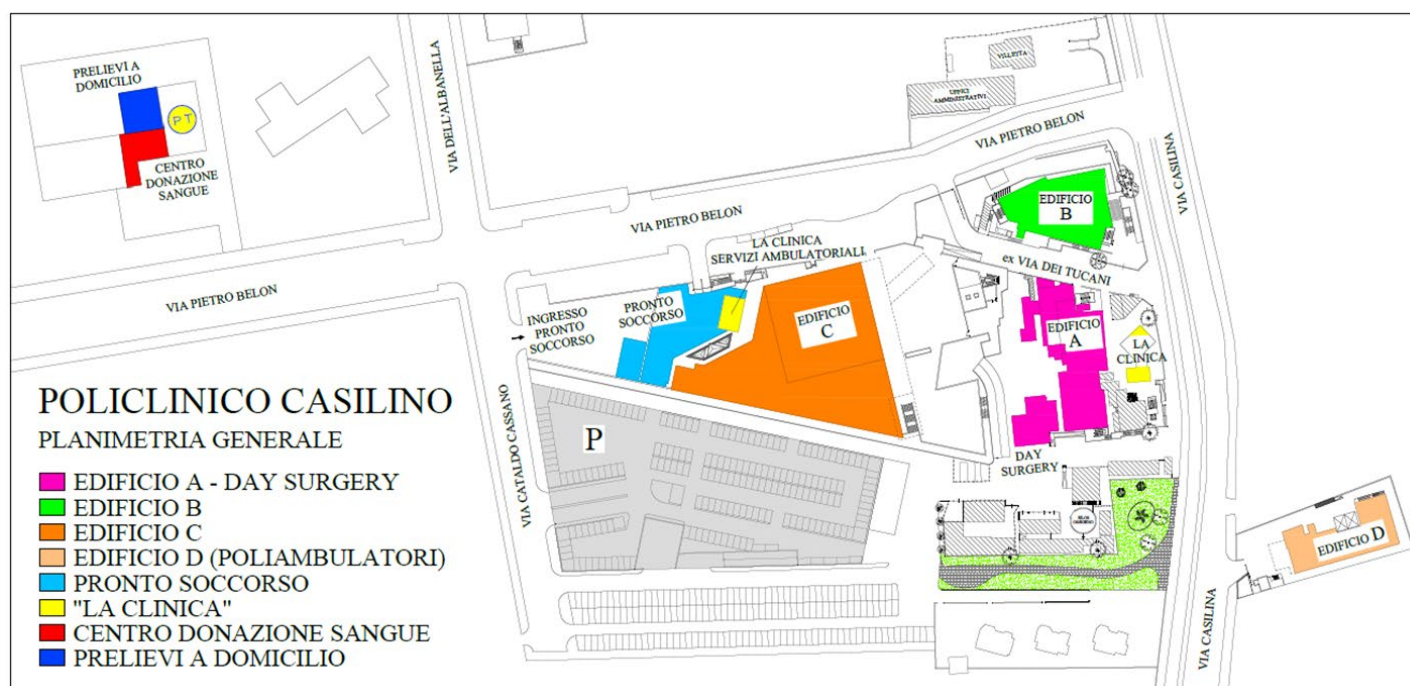 PRELIEVI A
DOMICILIO
PT
CENTRO
DONAZIONE
SANGUE
VIA DELL'ALBANELLA
VILLETTA
UFFICI
AMMINISTRATIVI
VIA PIETRO BELON
VIA CASILINA
EDIFICIO
B
VIA PIETRO BELON
LA CLINICA
SERVIZI AMBULATORIALI
ex VIA DEI TUCANI
VIA PIETRO BELON
INGRESSO
PRONTO
SOCCORSO
PRONTO
SOCCORSO
EDIFICIO
C
EDIFICIO
A
LA
CLINICA
POLICLINICO CASILINO
PLANIMETRIA GENERALE
EDIFICIO A - DAY SURGERY
EDIFICIO B
EDIFICIO C
EDIFICIO D (POLIAMBULATORI)
PRONTO SOCCORSO
"LA CLINICA"
CENTRO DONAZIONE SANGUE
PRELIEVI A DOMICILIO
VIA CATALDO CASSANO
P
DAY
SURGERY
EDIFICIO D
VIA CASILINA